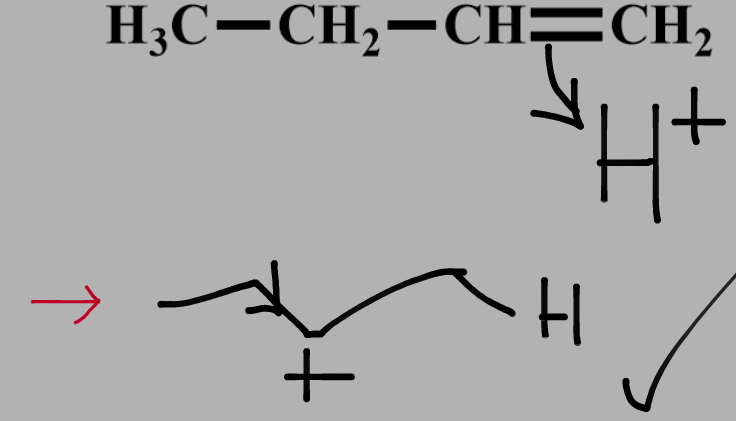 H₃C—CH₂—CH=CH₂
H⁺
→ + H